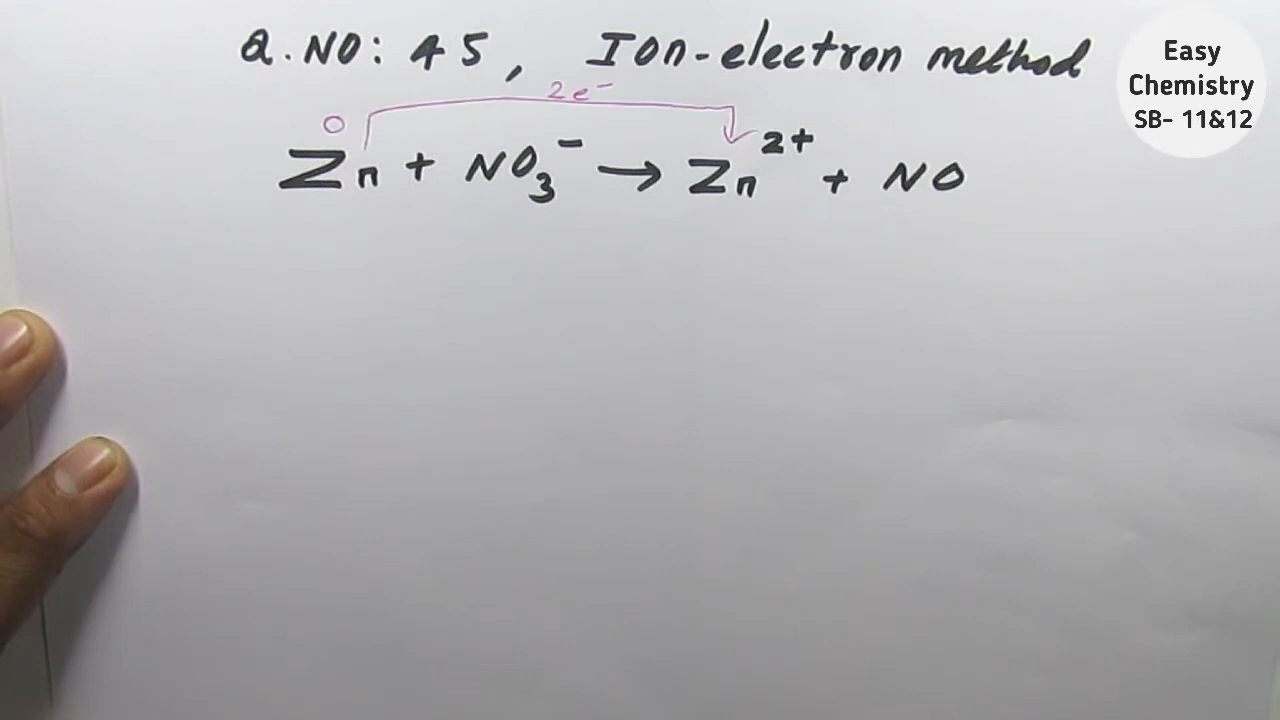 Q.NO: 45, Ion-electron method
Easy
Chemistry
SB- 11&12
2e⁻
0
Zn + NO₃⁻ → Zn²⁺ + NO